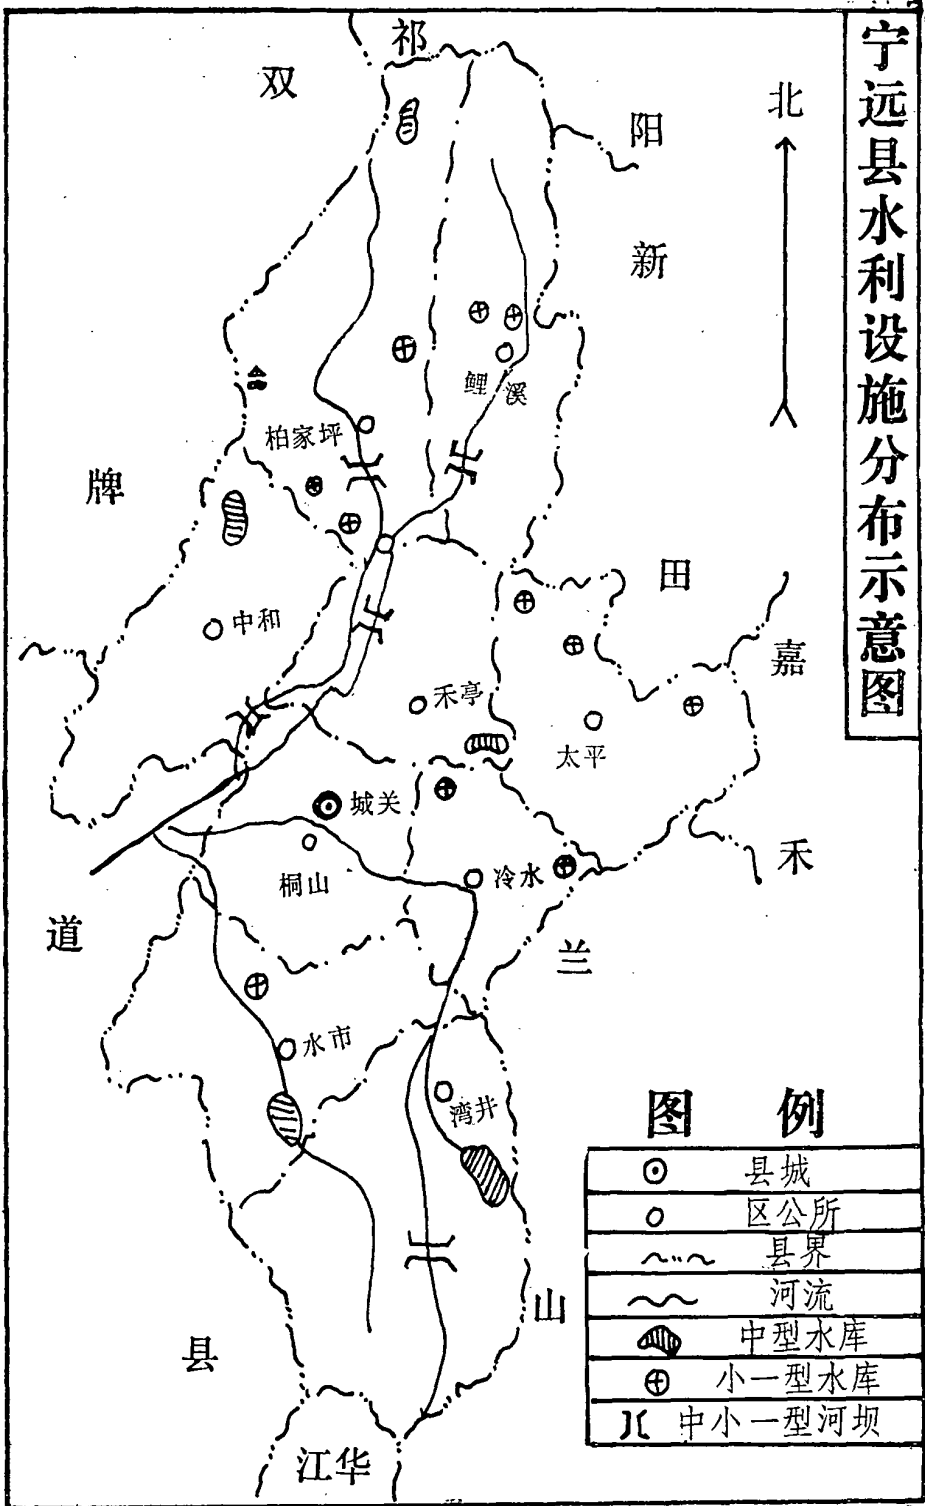 宁远县水利设施分布示意图
北
祁
双
阳
新
鲤溪
柏家坪
牌
田
中和
嘉
禾亭
太平
城关
冷水
禾
桐山
道
兰
水市
湾井
山
县
江华
图例
县城
区公所
县界
河流
中型水库
小一型水库
中小一型河坝